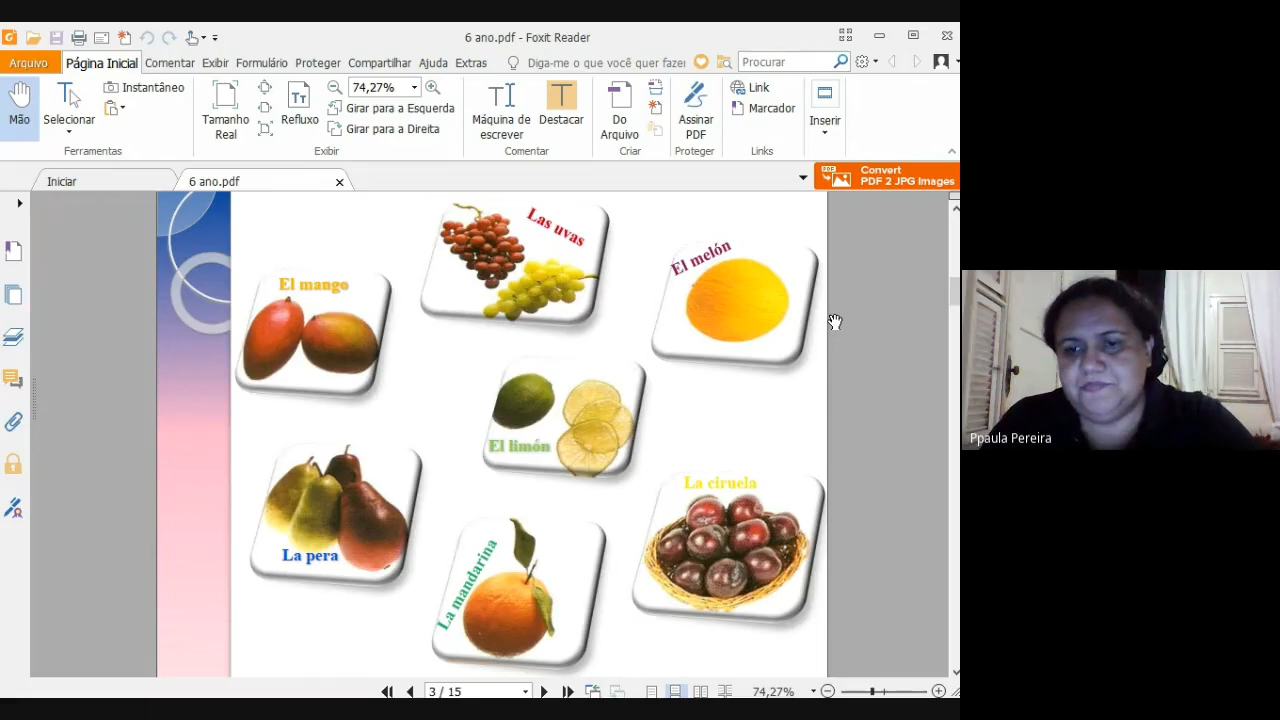 6 ano.pdf - Foxit Reader
Arquivo Página Inicial Comentar Exibir Formulário Proteger Compartilhar Ajuda Extras Diga-me o que você quer fazer Procurar
Mão
Selecionar
Instantâneo
Ferramentas
Tamanho Real
Refluxo
74,27%
Girar para a Esquerda
Girar para a Direita
Exibir
Máquina de escrever
Destacar
Comentar
Do Arquivo
Criar
Assinar PDF
Proteger
Link
Marcador
Links
Inserir
Iniciar
6 ano.pdf
PDF
Convert
PDF 2 JPG Images
Las uvas
El melón
El mango
El limón
La pera
La ciruela
La mandarina
Ppaula Pereira
3 / 15
74,27%